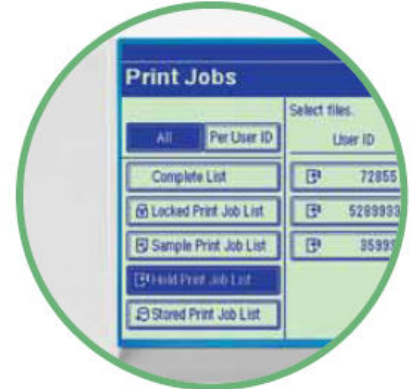 Print Jobs
Select files.
All
Per User ID
User ID
Complete List
72855
Locked Print Job List
5289933
Sample Print Job List
Hold Print Job List
Stored Print Job List